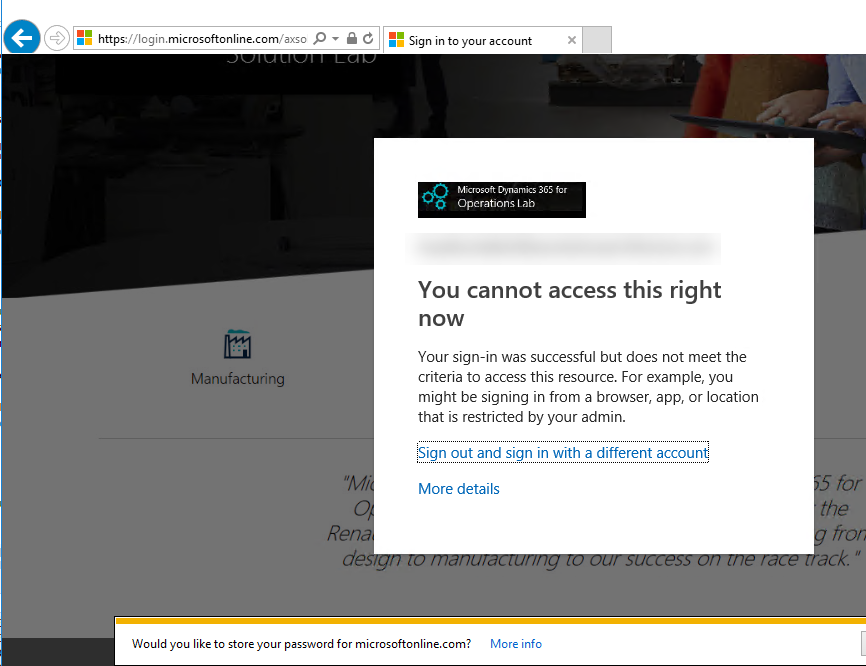 https://login.microsoftonline.com/axso
Sign in to your account
Solution Lab
Microsoft Dynamics 365 for
Operations Lab
You cannot access this right
now
Your sign-in was successful but does not meet the
criteria to access this resource. For example, you
might be signing in from a browser, app, or location
that is restricted by your admin.
Sign out and sign in with a different account
More details
Manufacturing
"Mic 65 for
Op the
Rena g from
design to manufacturing to our success on the race track."
Would you like to store your password for microsoftonline.com? More info